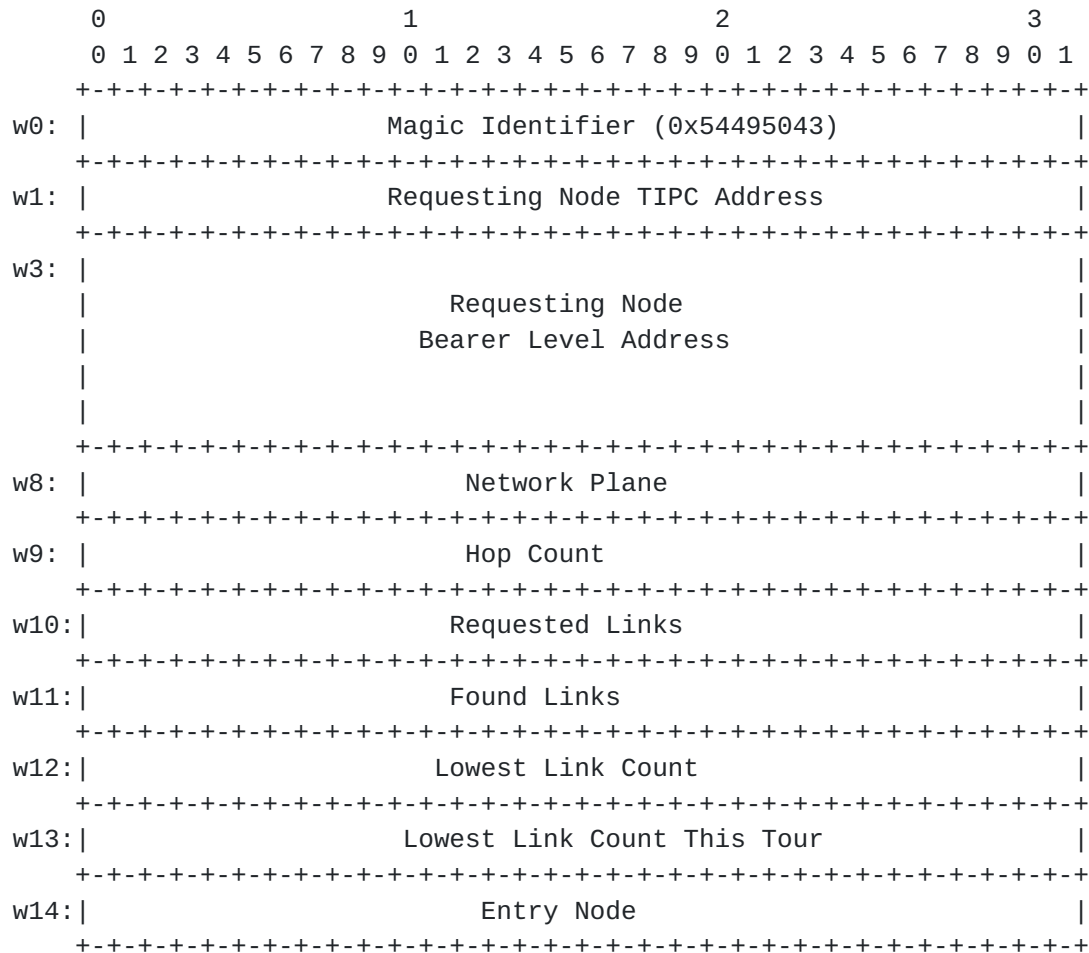 0                   1                   2                   3
        0 1 2 3 4 5 6 7 8 9 0 1 2 3 4 5 6 7 8 9 0 1 2 3 4 5 6 7 8 9 0 1
       +-+-+-+-+-+-+-+-+-+-+-+-+-+-+-+-+-+-+-+-+-+-+-+-+-+-+-+-+-+-+-+-+
   w0: |                   Magic Identifier (0x54495043)               |
       +-+-+-+-+-+-+-+-+-+-+-+-+-+-+-+-+-+-+-+-+-+-+-+-+-+-+-+-+-+-+-+-+
   w1: |                   Requesting Node TIPC Address                |
       +-+-+-+-+-+-+-+-+-+-+-+-+-+-+-+-+-+-+-+-+-+-+-+-+-+-+-+-+-+-+-+-+
   w3: |                                                               |
       |                       Requesting Node                         |
       |                     Bearer Level Address                      |
       |                                                               |
       |                                                               |
       +-+-+-+-+-+-+-+-+-+-+-+-+-+-+-+-+-+-+-+-+-+-+-+-+-+-+-+-+-+-+-+-+
   w8: |                        Network Plane                          |
       +-+-+-+-+-+-+-+-+-+-+-+-+-+-+-+-+-+-+-+-+-+-+-+-+-+-+-+-+-+-+-+-+
   w9: |                        Hop Count                              |
       +-+-+-+-+-+-+-+-+-+-+-+-+-+-+-+-+-+-+-+-+-+-+-+-+-+-+-+-+-+-+-+-+
   w10:|                       Requested Links                         |
       +-+-+-+-+-+-+-+-+-+-+-+-+-+-+-+-+-+-+-+-+-+-+-+-+-+-+-+-+-+-+-+-+
   w11:|                       Found Links                             |
       +-+-+-+-+-+-+-+-+-+-+-+-+-+-+-+-+-+-+-+-+-+-+-+-+-+-+-+-+-+-+-+-+
   w12:|                      Lowest Link Count                        |
       +-+-+-+-+-+-+-+-+-+-+-+-+-+-+-+-+-+-+-+-+-+-+-+-+-+-+-+-+-+-+-+-+
   w13:|                    Lowest Link Count This Tour                |
       +-+-+-+-+-+-+-+-+-+-+-+-+-+-+-+-+-+-+-+-+-+-+-+-+-+-+-+-+-+-+-+-+
   w14:|                         Entry Node                            |
       +-+-+-+-+-+-+-+-+-+-+-+-+-+-+-+-+-+-+-+-+-+-+-+-+-+-+-+-+-+-+-+-+